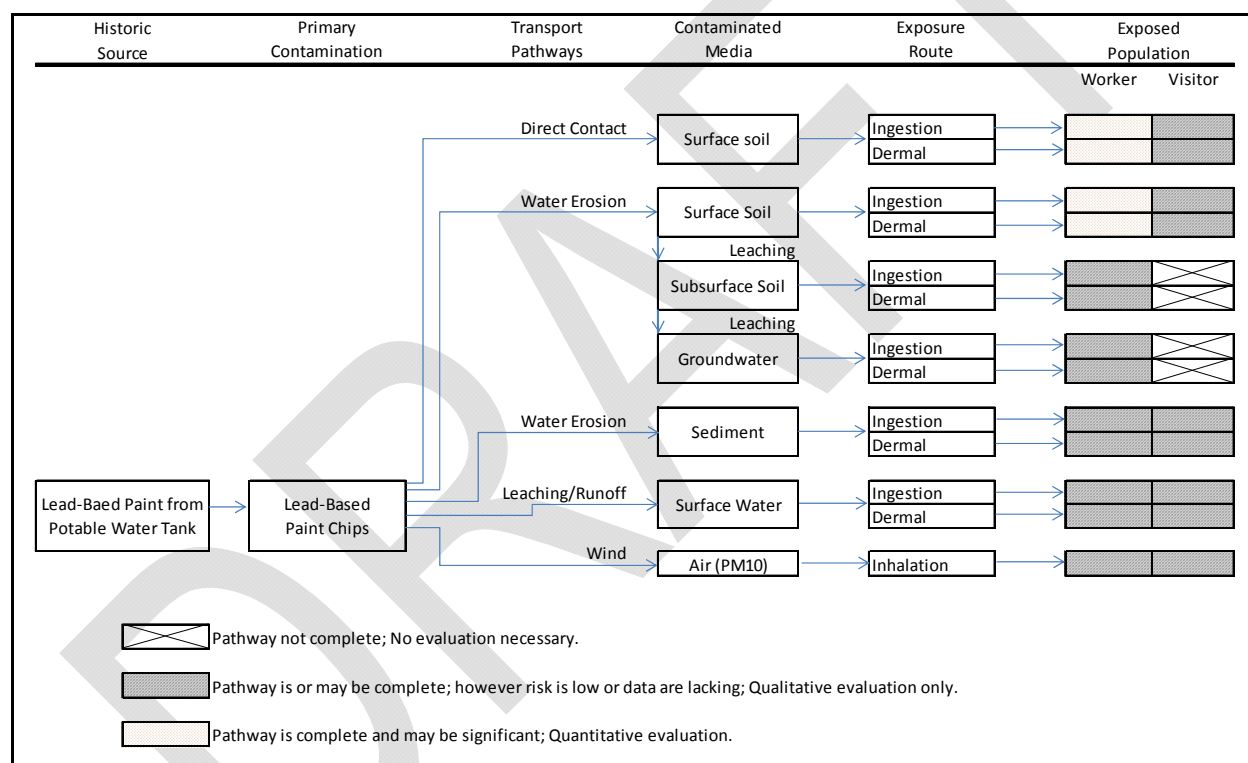 Historic Source
Primary Contamination
Transport Pathways
Contaminated Media
Exposure Route
Exposed Population
Worker Visitor
Direct Contact
Surface soil
Ingestion
Dermal
Water Erosion
Surface Soil
Ingestion
Dermal
Leaching
Subsurface Soil
Ingestion
Dermal
Leaching
Groundwater
Ingestion
Dermal
Water Erosion
Sediment
Ingestion
Dermal
Lead-Baed Paint from
Potable Water Tank
Lead-Based
Paint Chips
Leaching/Runoff
Surface Water
Ingestion
Dermal
Wind
Air (PM10)
Inhalation
Pathway not complete; No evaluation necessary.
Pathway is or may be complete; however risk is low or data are lacking; Qualitative evaluation only.
Pathway is complete and may be significant; Quantitative evaluation.
DRAFT